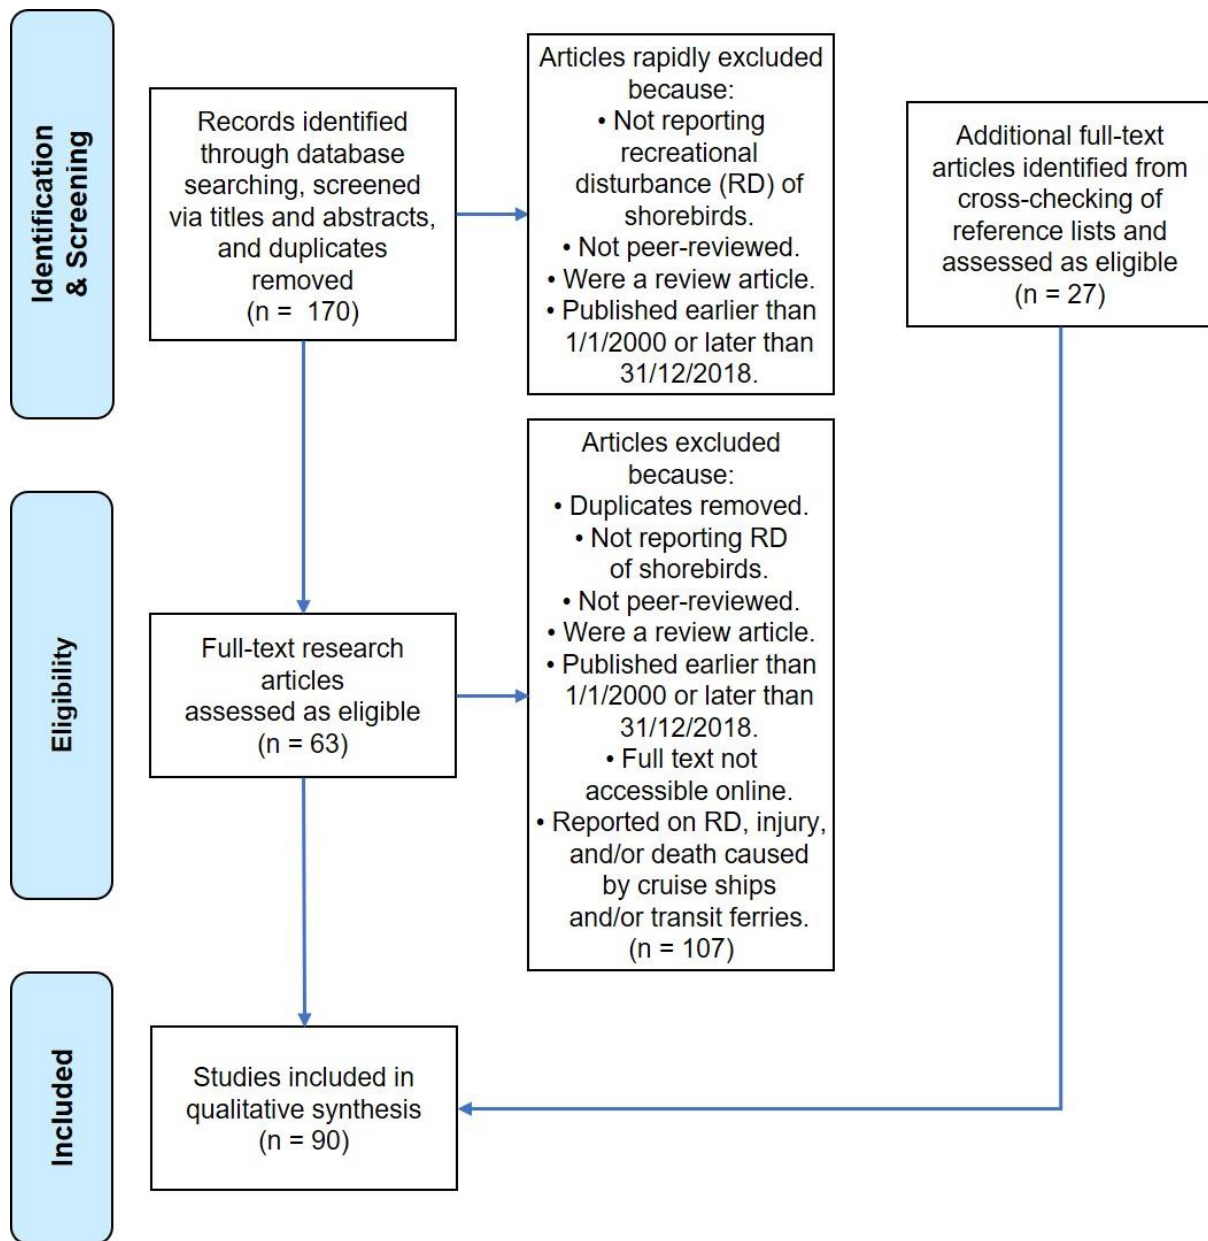 Identification
& Screening
Records identified
through database
searching, screened
via titles and abstracts,
and duplicates
removed
(n =  170)
Articles rapidly excluded
because:
• Not reporting
recreational
disturbance (RD) of
shorebirds.
• Not peer-reviewed.
• Were a review article.
• Published earlier than
1/1/2000 or later than
31/12/2018.
Additional full-text
articles identified from
cross-checking of
reference lists and
assessed as eligible
(n = 27)
Eligibility
Full-text research
articles
assessed as eligible
(n = 63)
Articles excluded
because:
• Duplicates removed.
• Not reporting RD
of shorebirds.
• Not peer-reviewed.
• Were a review article.
• Published earlier than
1/1/2000 or later than
31/12/2018.
• Full text not
accessible online.
• Reported on RD, injury,
and/or death caused
by cruise ships
and/or transit ferries.
(n = 107)
Included
Studies included in
qualitative synthesis
(n = 90)